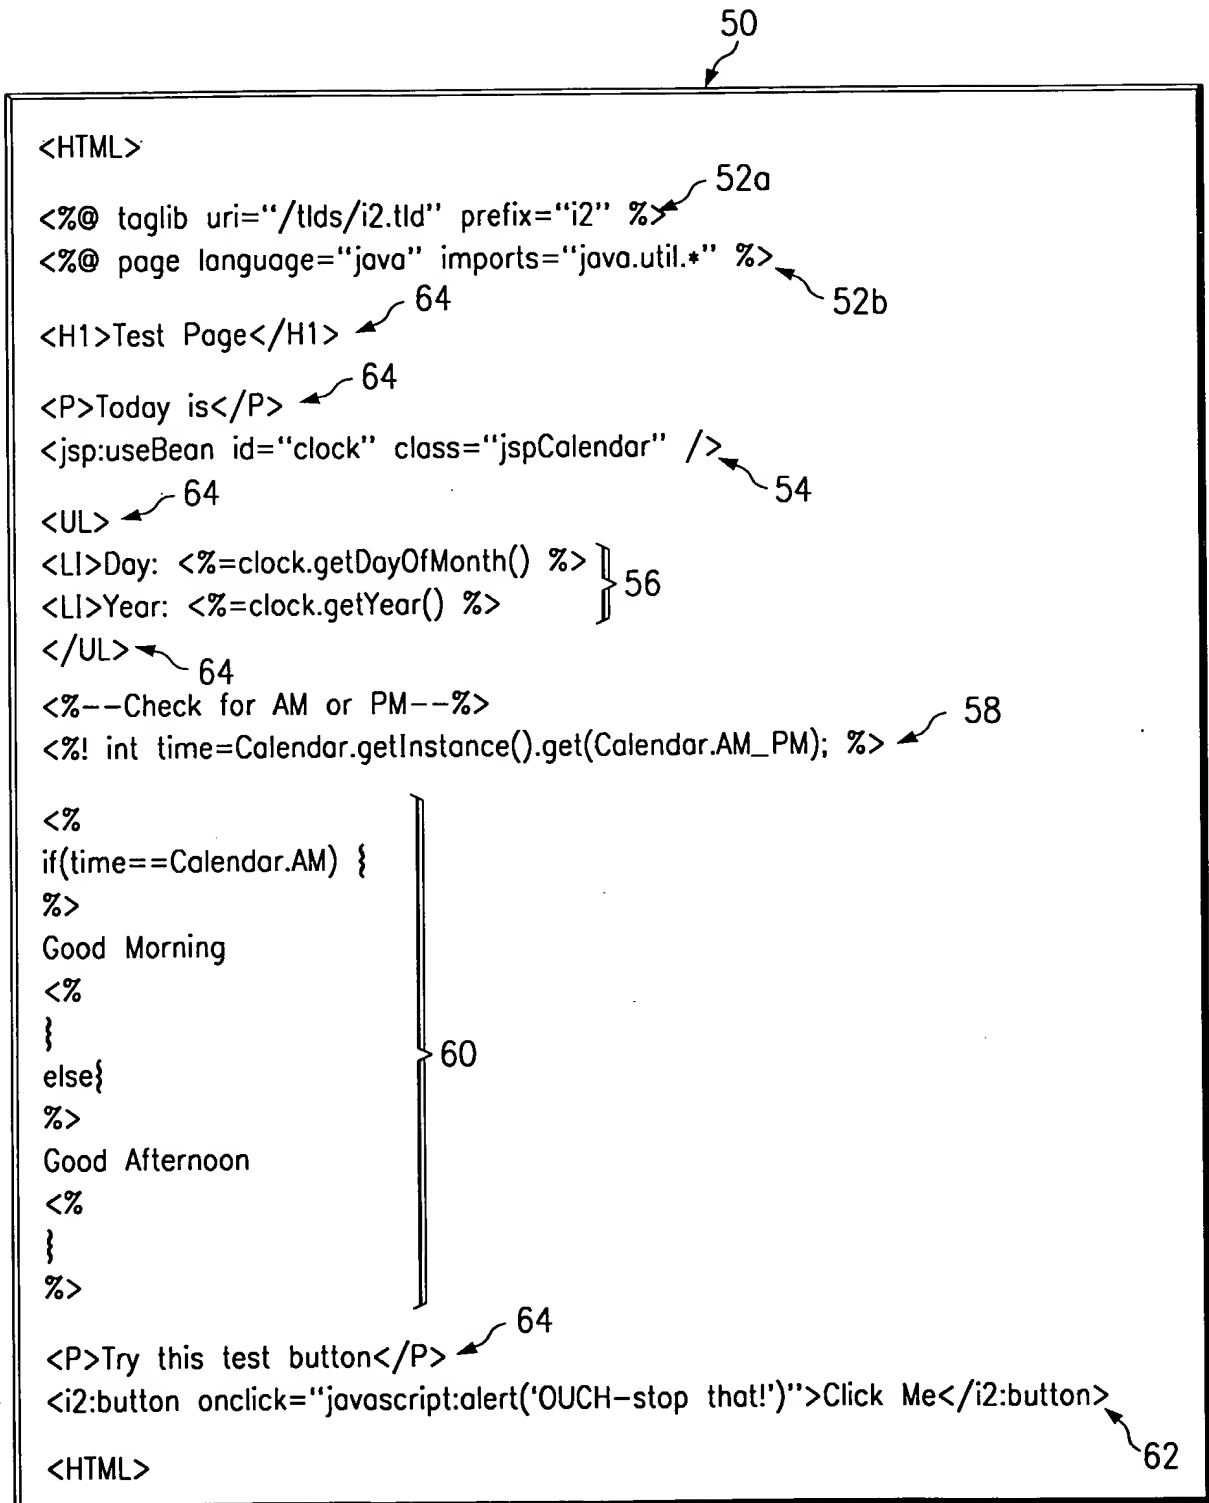 50
<HTML>
52a
<%@ taglib uri="/tlds/i2.tld" prefix="i2" %>
<%@ page language="java" imports="java.util.*" %>
52b
64
<H1>Test Page</H1>
64
<P>Today is</P>
<jsp:useBean id="clock" class="jspCalendar" />
54
64
<UL>
<LI>Day: <%=clock.getDayOfMonth() %>
56
<LI>Year: <%=clock.getYear() %>
</UL>
64
<%--Check for AM or PM--%>
58
<%! int time=Calendar.getInstance().get(Calendar.AM_PM); %>
<%
if(time==Calendar.AM) {
%>
Good Morning
<%
}
60
else{
%>
Good Afternoon
<%
}
%>
64
<P>Try this test button</P>
<i2:button onclick="javascript:alert('OUCH-stop that!')">Click Me</i2:button>
62
<HTML>